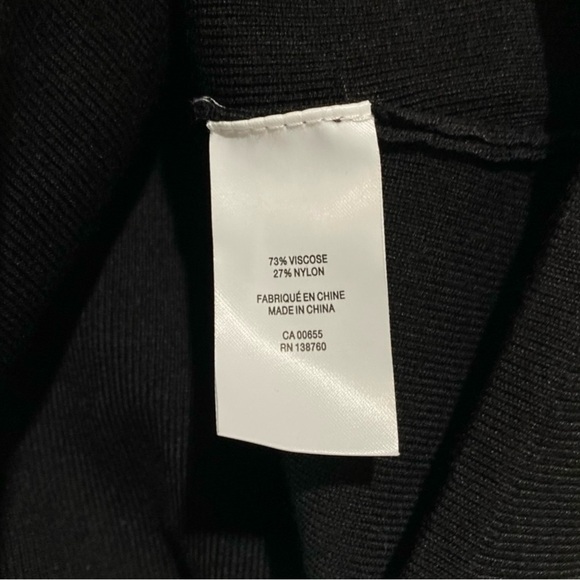 73% VISCOSE
27% NYLON
FABRIQUÉ EN CHINE
MADE IN CHINA
CA 00655
RN 138760